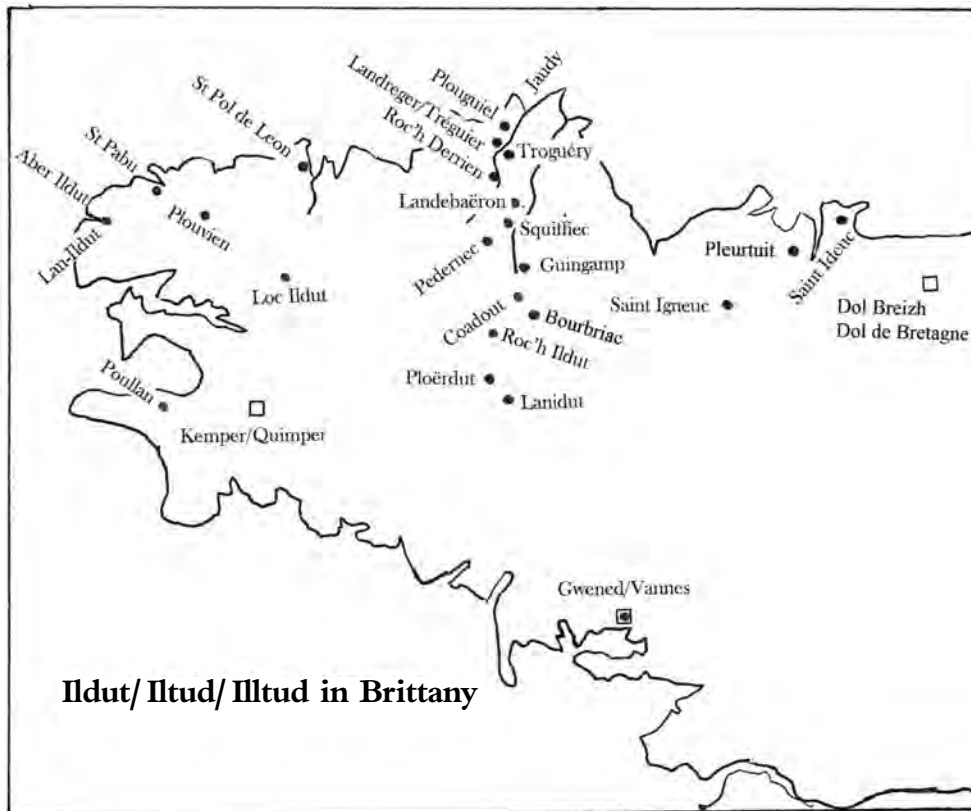 Jaudy
Plouguiel
Landreger/Tréguier
Roc'h Derrien
Troguéry
St Pol de Leon
St Pabu
Aber Ildut
Lan-Ildut
Plouvien
Landebaëron
Squiffiec
Pedernec
Guingamp
Pleurtuit
Saint Ideuc
Loc Ildut
Saint Igneuc
Dol Breizh
Dol de Bretagne
Coadout
Bourbriac
Roc'h Ildut
Ploërdut
Lanidut
Poullan
Kemper/Quimper
Gwened/Vannes
Ildut/ Iltud/ Illtud in Brittany